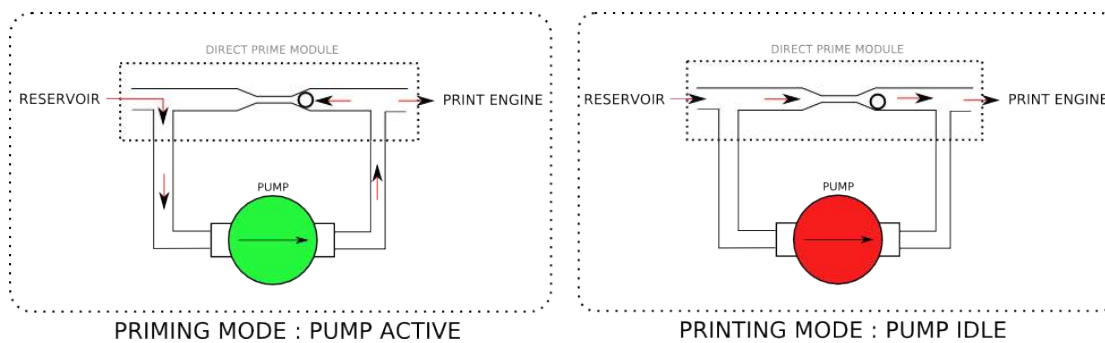 DIRECT PRIME MODULE
RESERVOIR
PRINT ENGINE
PUMP
PRIMING MODE : PUMP ACTIVE
DIRECT PRIME MODULE
RESERVOIR
PRINT ENGINE
PUMP
PRINTING MODE : PUMP IDLE